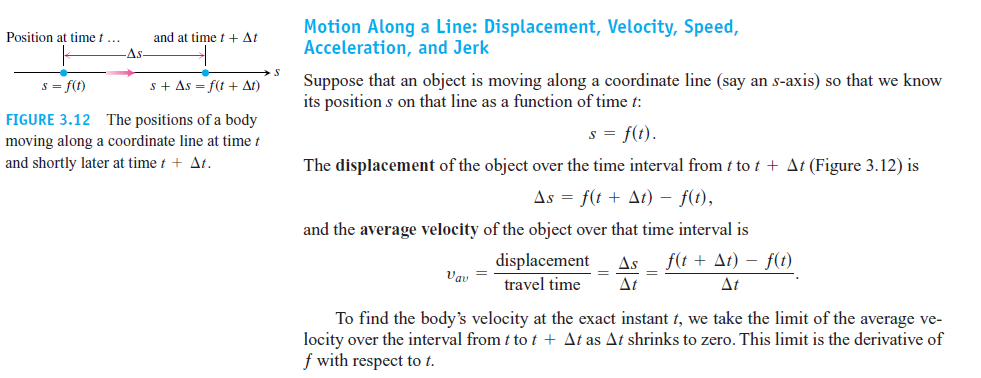 Position at time t …
and at time t + Δt
Δs
s
s = f(t)
s + Δs = f(t + Δt)
FIGURE 3.12 The positions of a body
moving along a coordinate line at time t
and shortly later at time t + Δt.
Motion Along a Line: Displacement, Velocity, Speed,
Acceleration, and Jerk
Suppose that an object is moving along a coordinate line (say an s-axis) so that we know
its position s on that line as a function of time t:
s = f(t).
The displacement of the object over the time interval from t to t + Δt (Figure 3.12) is
Δs = f(t + Δt) − f(t),
and the average velocity of the object over that time interval is
v_av = displacement / travel time = Δs / Δt = f(t + Δt) − f(t) / Δt.
To find the body's velocity at the exact instant t, we take the limit of the average ve-
locity over the interval from t to t + Δt as Δt shrinks to zero. This limit is the derivative of
f with respect to t.